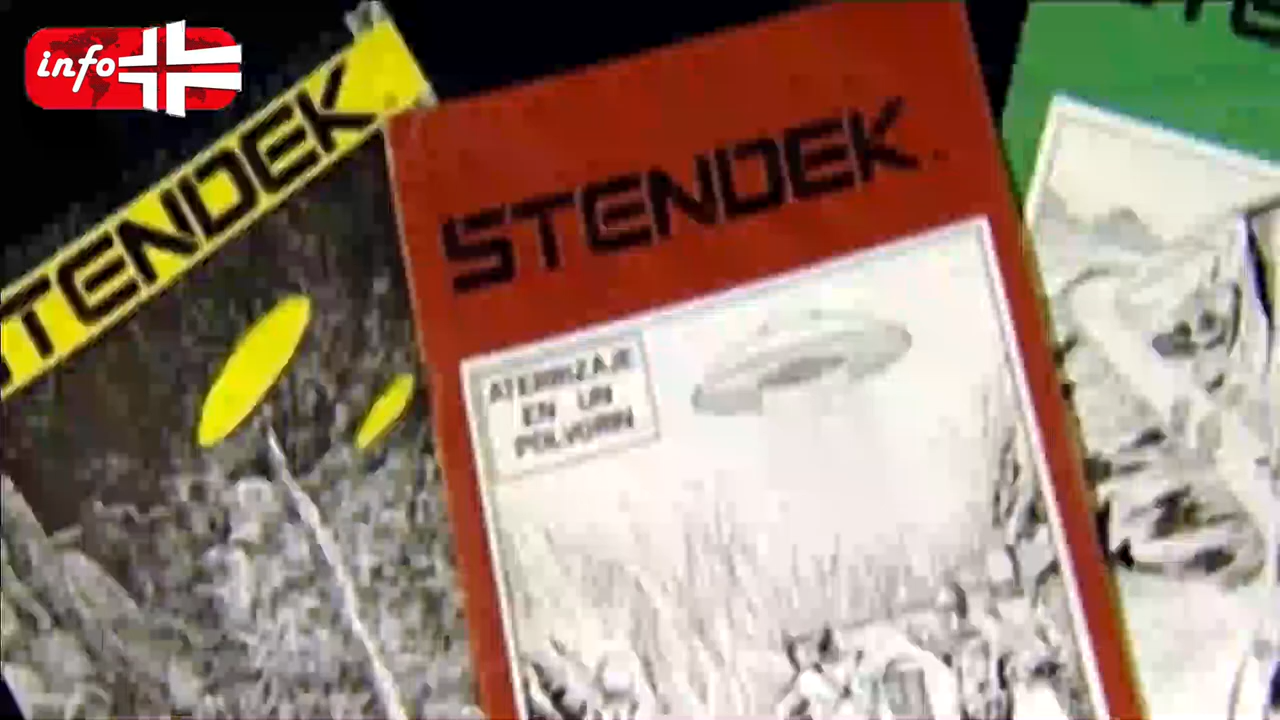 info
STENDEK
STENDEK
ATERRIZAJE
EN UN
POLVORIN